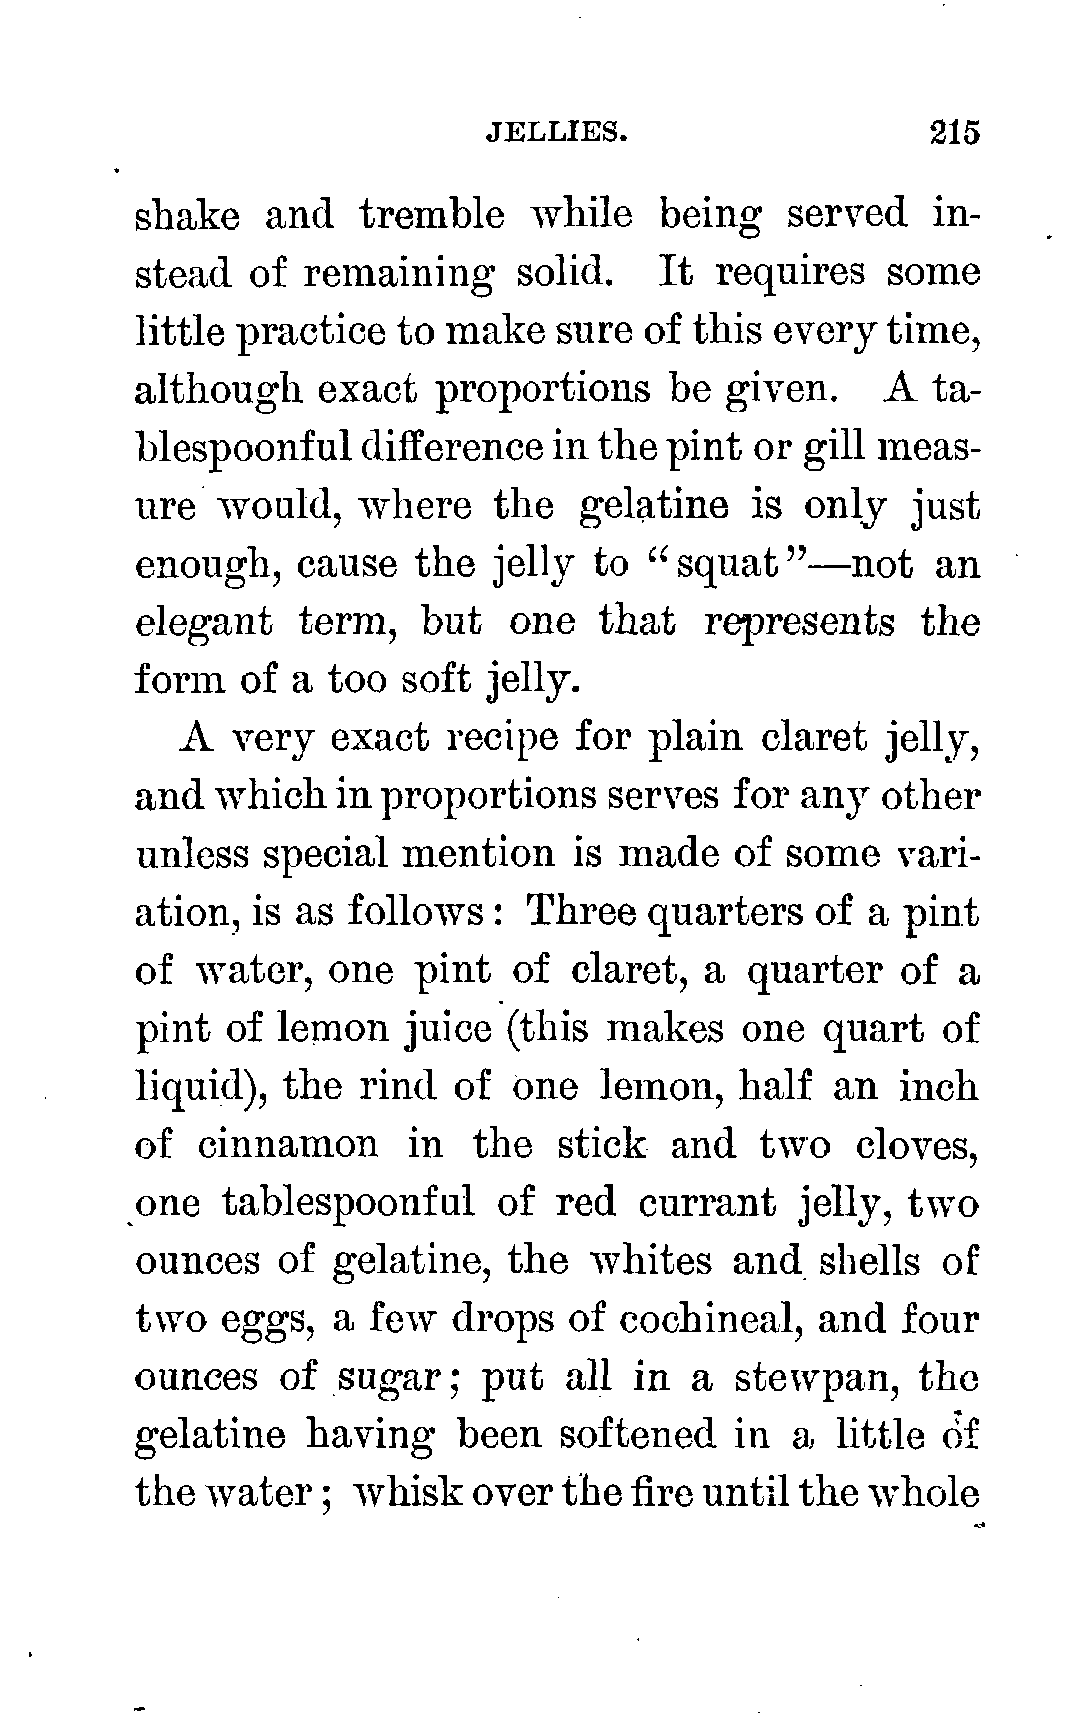 JELLIES. 215
shake and tremble while being served in-
stead of remaining solid. It requires some
little practice to make sure of this every time,
although exact proportions be given. A ta-
blespoonful difference in the pint or gill meas-
ure would, where the gelatine is only just
enough, cause the jelly to “squat”—not an
elegant term, but one that represents the
form of a too soft jelly.
A very exact recipe for plain claret jelly,
and which in proportions serves for any other
unless special mention is made of some vari-
ation, is as follows: Three quarters of a pint
of water, one pint of claret, a quarter of a
pint of lemon juice (this makes one quart of
liquid), the rind of one lemon, half an inch
of cinnamon in the stick and two cloves,
one tablespoonful of red currant jelly, two
ounces of gelatine, the whites and shells of
two eggs, a few drops of cochineal, and four
ounces of sugar; put all in a stewpan, the
gelatine having been softened in a little of
the water; whisk over the fire until the whole